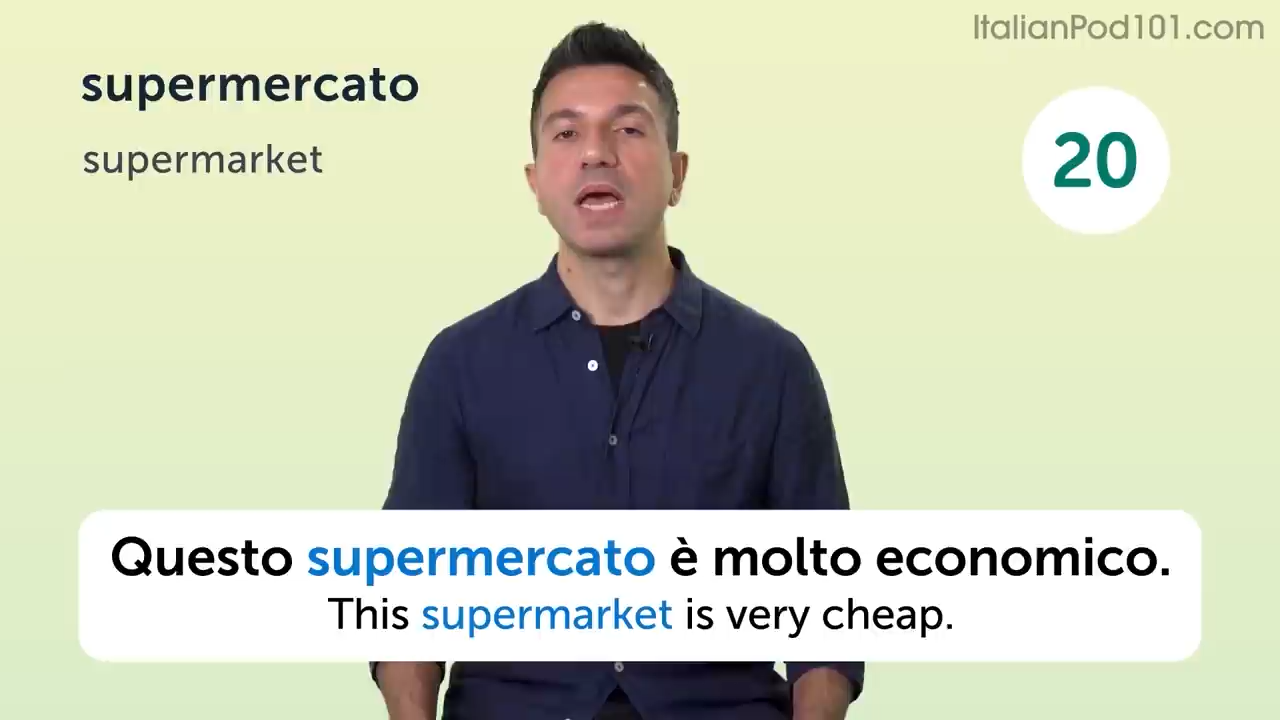 ItalianPod101.com
supermercato
supermarket
20
Questo supermercato è molto economico.
This supermarket is very cheap.